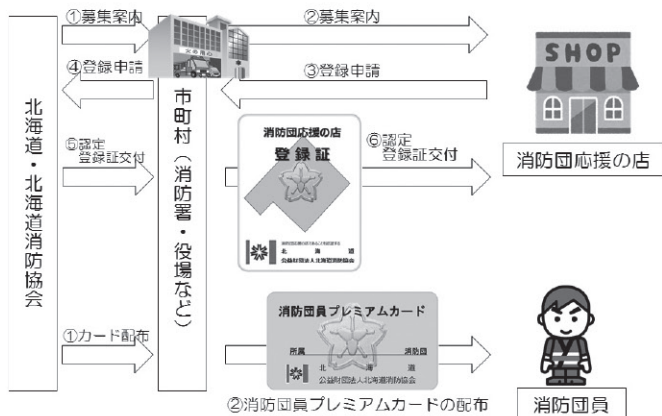 ①募集案内
②募集案内
SHOP
④登録申請
③登録申請
北海道・北海道消防協会
市町村（消防署・役場など）
⑤認定
登録証交付
消防団応援の店
登録証
北海道
公益財団法人北海道消防協会
⑥認定
登録証交付
消防団応援の店
①カード配布
消防団員プレミアムカード
所属 消防団
北海道
公益財団法人北海道消防協会
②消防団員プレミアムカードの配布
消防団員